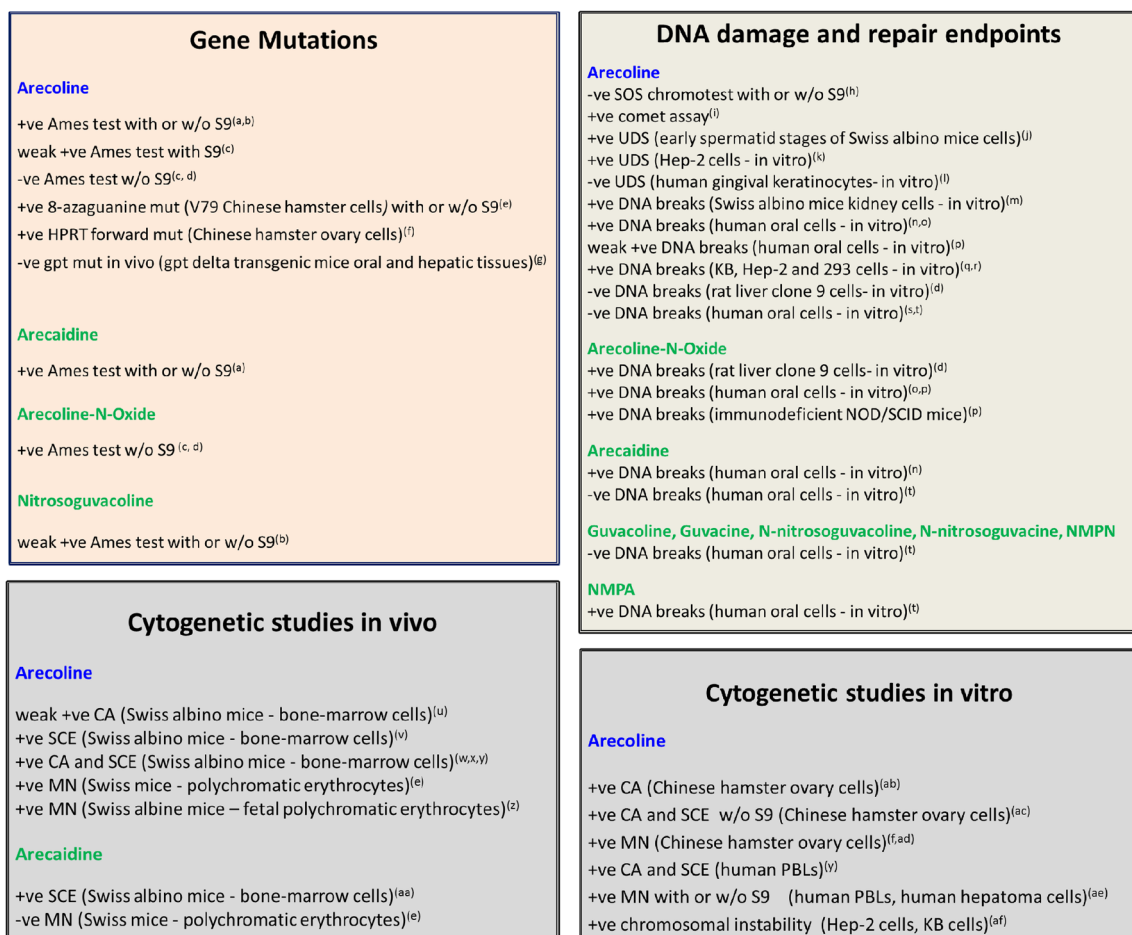 Gene Mutations
Arecoline
+ve Ames test with or w/o S9(a,b)
weak +ve Ames test with S9(c)
-ve Ames test w/o S9(c, d)
+ve 8-azaguanine mut (V79 Chinese hamster cells) with or w/o S9(e)
+ve HPRT forward mut (Chinese hamster ovary cells)(f)
-ve gpt mut in vivo (gpt delta transgenic mice oral and hepatic tissues)(g)
Arecaidine
+ve Ames test with or w/o S9(a)
Arecoline-N-Oxide
+ve Ames test w/o S9 (c, d)
Nitrosoguvacoline
weak +ve Ames test with or w/o S9(b)
DNA damage and repair endpoints
Arecoline
-ve SOS chromotest with or w/o S9(h)
+ve comet assay(i)
+ve UDS (early spermatid stages of Swiss albino mice cells)(j)
+ve UDS (Hep-2 cells - in vitro)(k)
-ve UDS (human gingival keratinocytes- in vitro)(l)
+ve DNA breaks (Swiss albino mice kidney cells - in vitro)(m)
+ve DNA breaks (human oral cells - in vitro)(n,o)
weak +ve DNA breaks (human oral cells - in vitro)(p)
+ve DNA breaks (KB, Hep-2 and 293 cells - in vitro)(q,r)
-ve DNA breaks (rat liver clone 9 cells- in vitro)(d)
-ve DNA breaks (human oral cells - in vitro)(s,t)
Arecoline-N-Oxide
+ve DNA breaks (rat liver clone 9 cells- in vitro)(d)
+ve DNA breaks (human oral cells - in vitro)(o,p)
+ve DNA breaks (immunodeficient NOD/SCID mice)(p)
Arecaidine
+ve DNA breaks (human oral cells - in vitro)(n)
-ve DNA breaks (human oral cells - in vitro)(t)
Guvacoline, Guvacine, N-nitrosoguvacoline, N-nitrosoguvacine, NMPN
-ve DNA breaks (human oral cells - in vitro)(t)
NMPA
+ve DNA breaks (human oral cells - in vitro)(t)
Cytogenetic studies in vivo
Arecoline
weak +ve CA (Swiss albino mice - bone-marrow cells)(u)
+ve SCE (Swiss albino mice - bone-marrow cells)(v)
+ve CA and SCE (Swiss albino mice - bone-marrow cells)(w,x,y)
+ve MN (Swiss mice - polychromatic erythrocytes)(e)
+ve MN (Swiss albine mice – fetal polychromatic erythrocytes)(z)
Arecaidine
+ve SCE (Swiss albino mice - bone-marrow cells)(aa)
-ve MN (Swiss mice - polychromatic erythrocytes)(e)
Cytogenetic studies in vitro
Arecoline
+ve CA (Chinese hamster ovary cells)(ab)
+ve CA and SCE w/o S9 (Chinese hamster ovary cells)(ac)
+ve MN (Chinese hamster ovary cells)(f,ad)
+ve CA and SCE (human PBLs)(y)
+ve MN with or w/o S9 (human PBLs, human hepatoma cells)(ae)
+ve chromosomal instability (Hep-2 cells, KB cells)(af)